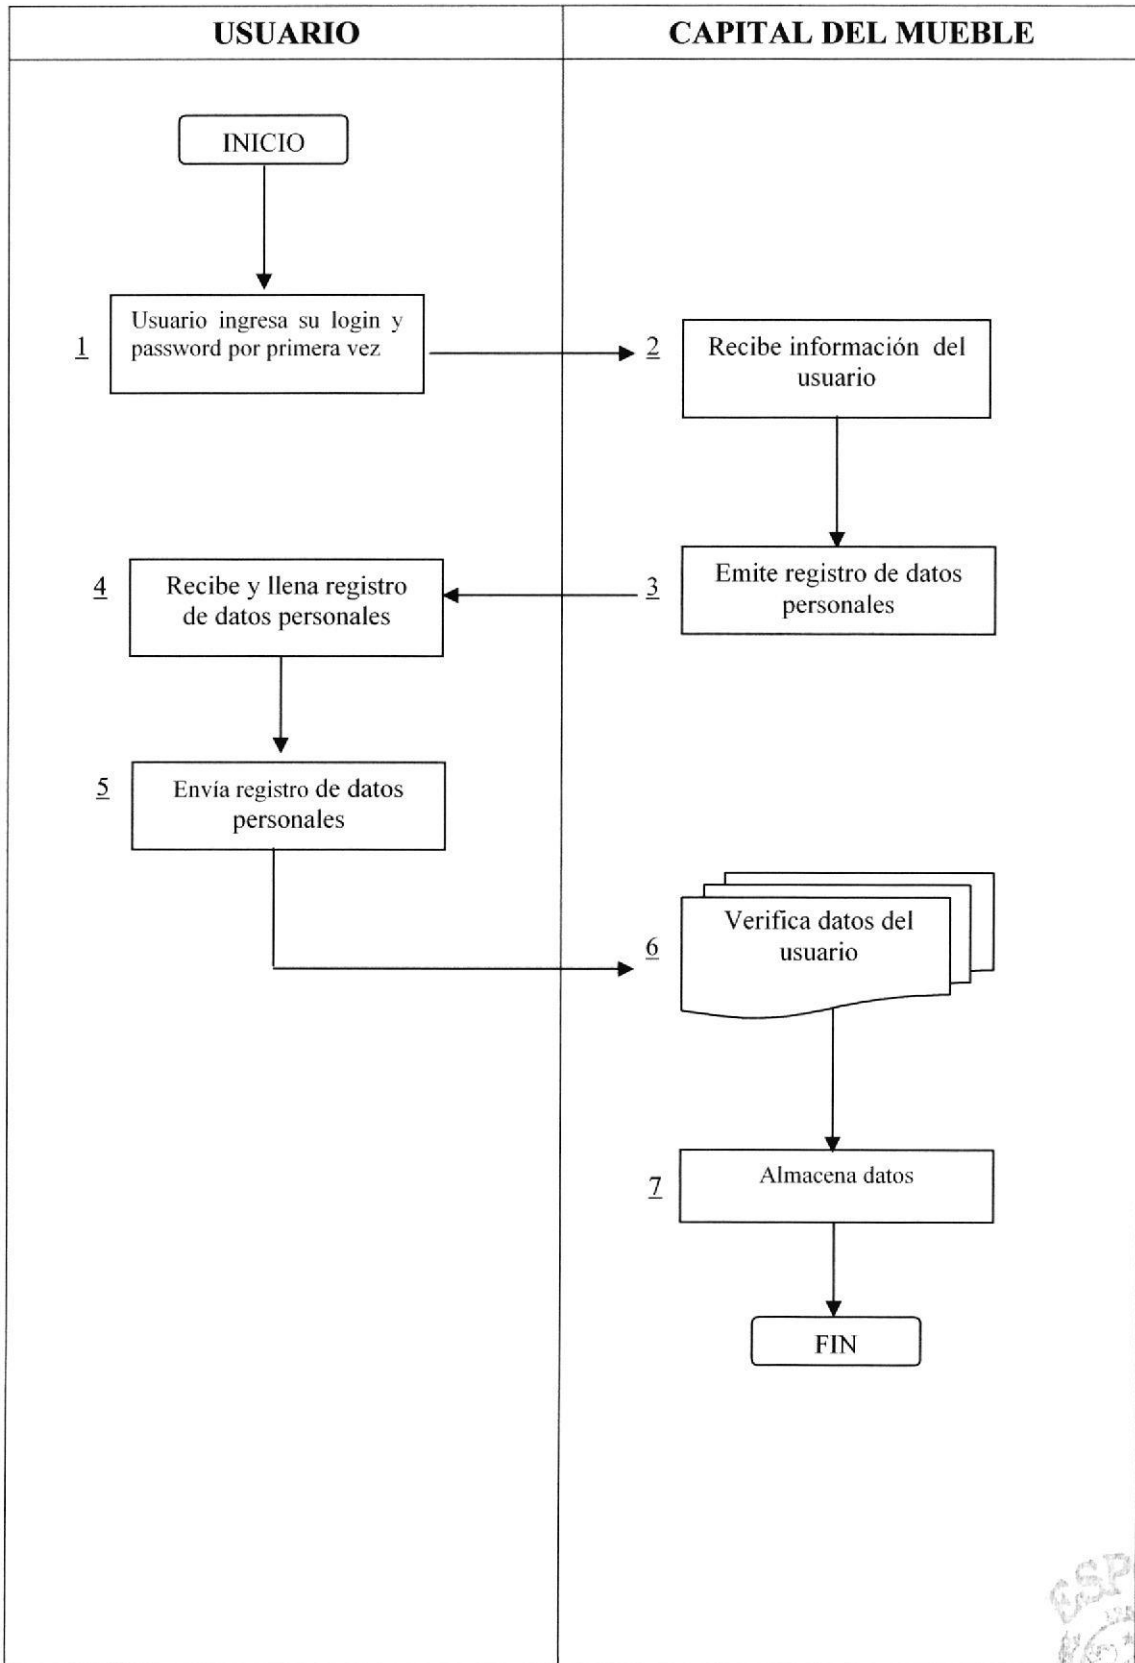 USUARIO
CAPITAL DEL MUEBLE
INICIO
1
Usuario ingresa su login y
password por primera vez
2
Recibe información del
usuario
3
Emite registro de datos
personales
4
Recibe y llena registro
de datos personales
5
Envía registro de datos
personales
6
Verifica datos del
usuario
7
Almacena datos
FIN
ESP